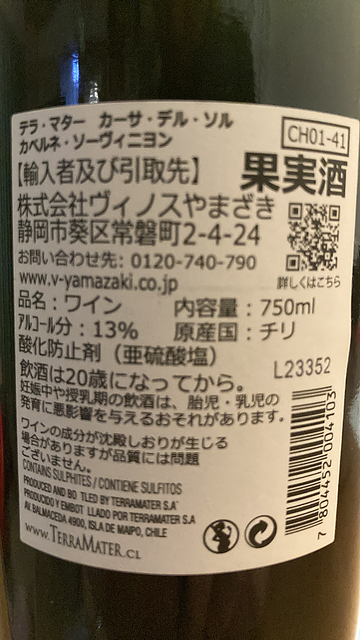 テラ・マター カーサ・デル・ソル
カベルネ・ソーヴィニヨン
CH01-41
【輸入者及び引取先】
果実酒
株式会社ヴィノスやまざき
静岡市葵区常磐町2-4-24
お問い合わせ先: 0120-740-790
www.v-yamazaki.co.jp
詳しくはこちら
品名：ワイン 内容量：750ml
アルコール分：13% 原産国：チリ
酸化防止剤（亜硫酸塩）
飲酒は20歳になってから。
L23352
妊娠中や授乳期の飲酒は、胎児・乳児の
発育に悪影響を与えるおそれがあります。
ワインの成分が沈殿しおりが生じる
場合がありますが品質には問題
ございません。
CONTAINS SULPHITES / CONTIENE SULFITOS
PRODUCED AND BO TLED BY TERRAMATER S.A
PRODUCIDO Y EMBOT LLADO POR TERRAMATER S.A
AV. BALMACEDA 4900, ISLA DE MAIPO, CHILE
www.TERRAMATER.CL
7 804452 004103